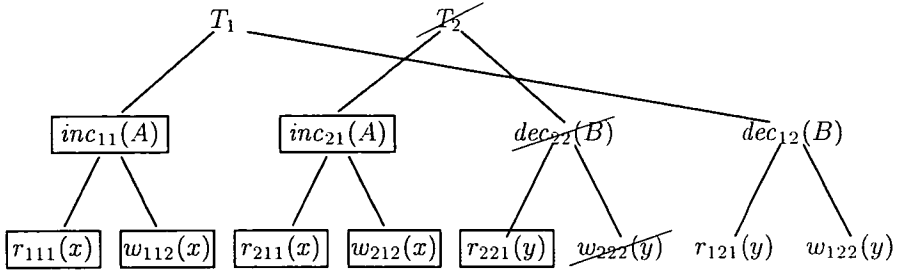 T₁ T₂
inc₁₁(A) inc₂₁(A) dec₂₂(B) dec₁₂(B)
r₁₁₁(x) w₁₁₂(x) r₂₁₁(x) w₂₁₂(x) r₂₂₁(y) w₂₂₂(y) r₁₂₁(y) w₁₂₂(y)